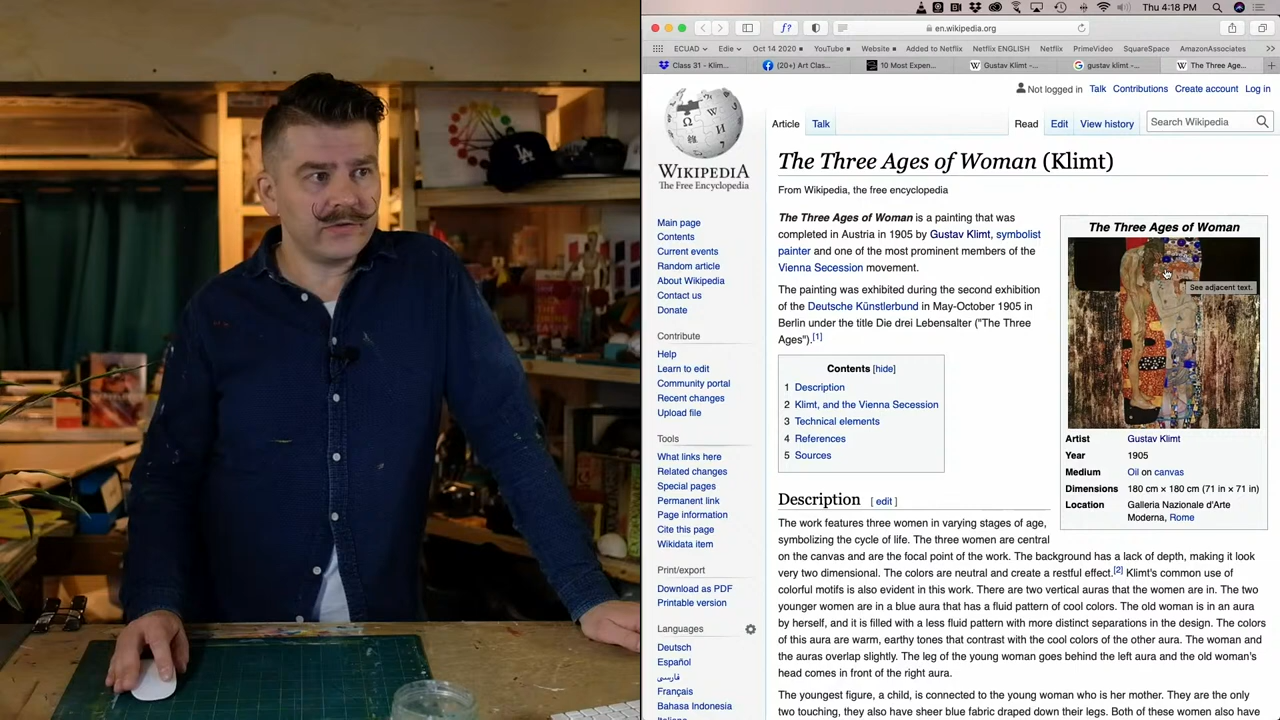 Thu 4:18 PM
en.wikipedia.org
ECUAD Edie Oct 14 2020 YouTube Website Added to Netflix Netflix ENGLISH Netflix PrimeVideo SquareSpace AmazonAssociates
Class 31 - Klim... (20+) Art Clas... 10 Most Expen... Gustav Klimt -... gustav klimt -... The Three Age...
Not logged in Talk Contributions Create account Log in
Article Talk Read Edit View history Search Wikipedia
WIKIPEDIA
The Free Encyclopedia
Main page
Contents
Current events
Random article
About Wikipedia
Contact us
Donate
Contribute
Help
Learn to edit
Community portal
Recent changes
Upload file
Tools
What links here
Related changes
Special pages
Permanent link
Page information
Cite this page
Wikidata item
Print/export
Download as PDF
Printable version
Languages
Deutsch
Español
فارسی
Français
Bahasa Indonesia
The Three Ages of Woman (Klimt)
From Wikipedia, the free encyclopedia
The Three Ages of Woman is a painting that was
completed in Austria in 1905 by Gustav Klimt, symbolist
painter and one of the most prominent members of the
Vienna Secession movement.
The painting was exhibited during the second exhibition
of the Deutsche Künstlerbund in May-October 1905 in
Berlin under the title Die drei Lebensalter ("The Three
Ages").[1]
Contents [hide]
1 Description
2 Klimt, and the Vienna Secession
3 Technical elements
4 References
5 Sources
The Three Ages of Woman
See adjacent text.
Artist Gustav Klimt
Year 1905
Medium Oil on canvas
Dimensions 180 cm × 180 cm (71 in × 71 in)
Location Galleria Nazionale d'Arte
Moderna, Rome
Description [ edit ]
The work features three women in varying stages of age,
symbolizing the cycle of life. The three women are central
on the canvas and are the focal point of the work. The background has a lack of depth, making it look
very two dimensional. The colors are neutral and create a restful effect.[2] Klimt's common use of
colorful motifs is also evident in this work. There are two vertical auras that the women are in. The two
younger women are in a blue aura that has a fluid pattern of cool colors. The old woman is in an aura
by herself, and it is filled with a less fluid pattern with more distinct separations in the design. The colors
of this aura are warm, earthy tones that contrast with the cool colors of the other aura. The woman and
the auras overlap slightly. The leg of the young woman goes behind the left aura and the old woman's
head comes in front of the right aura.
The youngest figure, a child, is connected to the young woman who is her mother. They are the only
two touching, they also have sheer blue fabric draped down their legs. Both of these women also have
LA